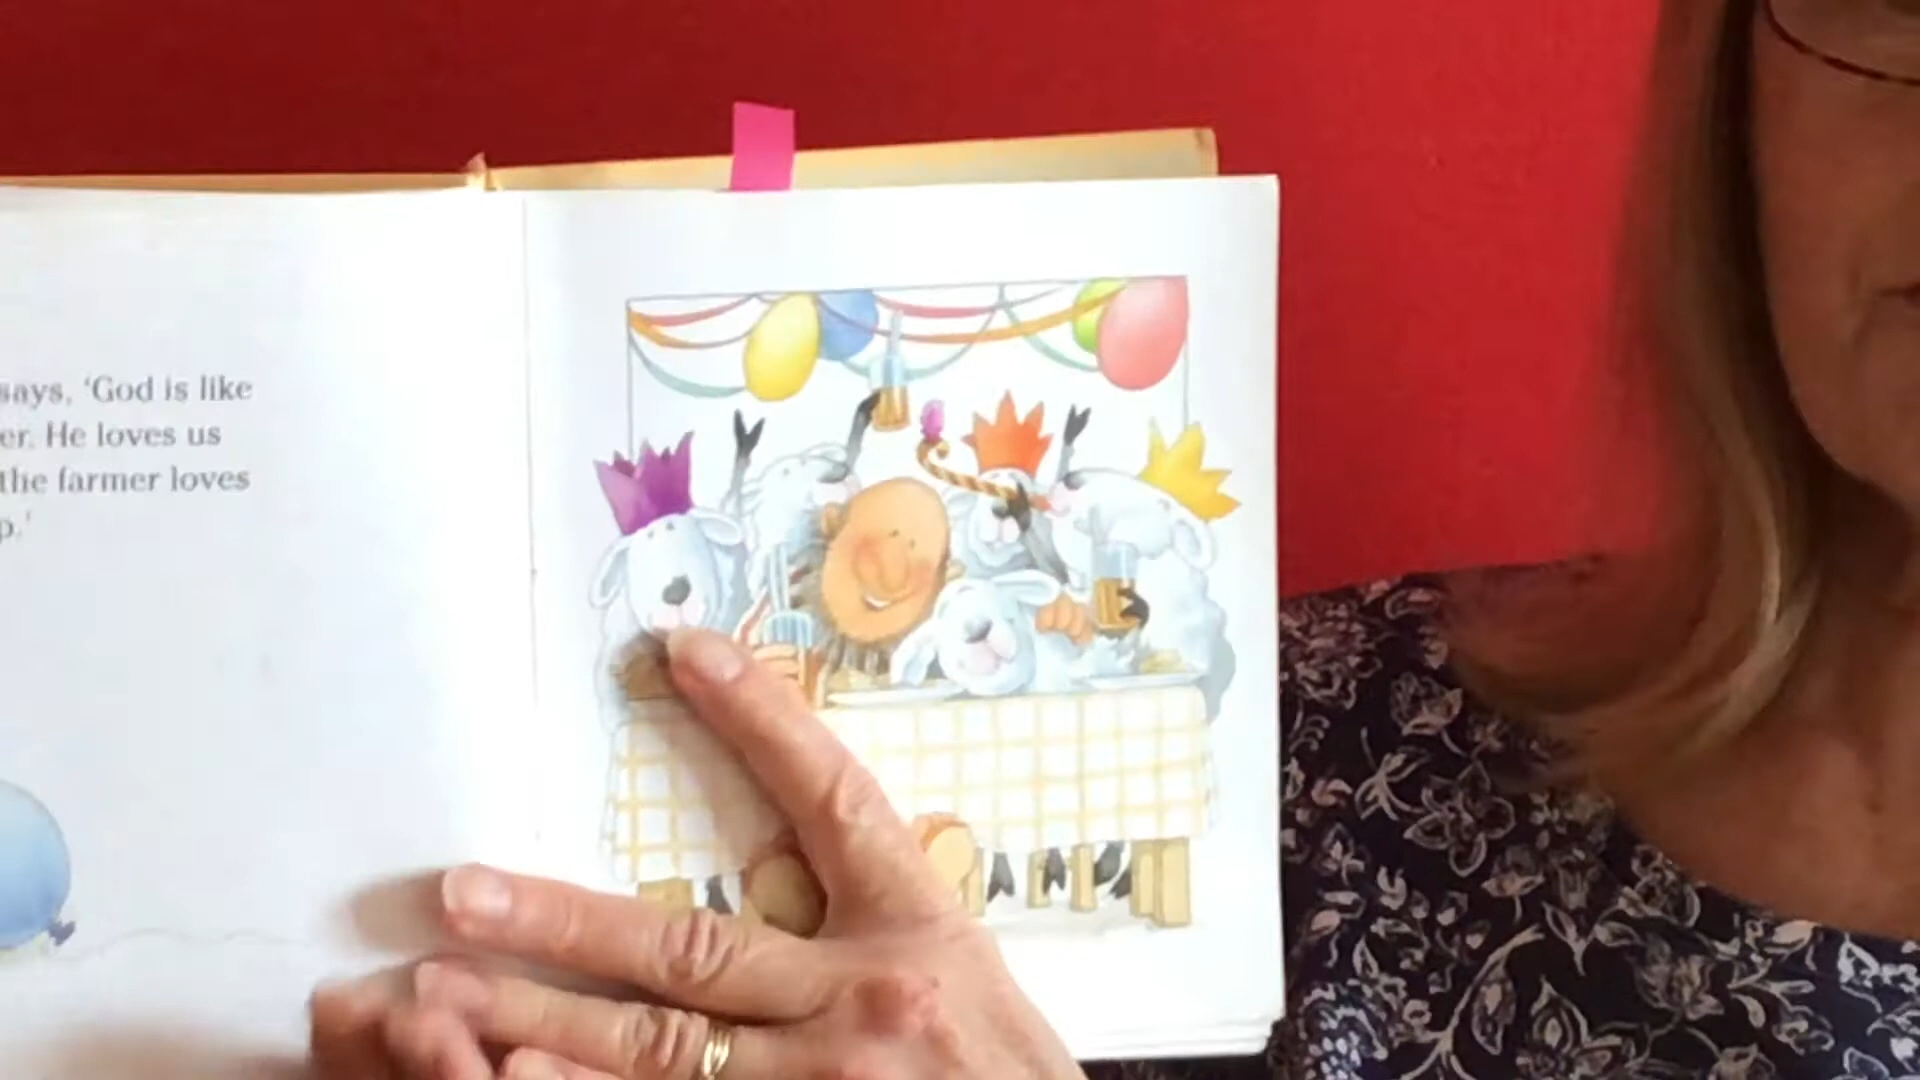 says, 'God is like
er. He loves us
the farmer loves
p.'